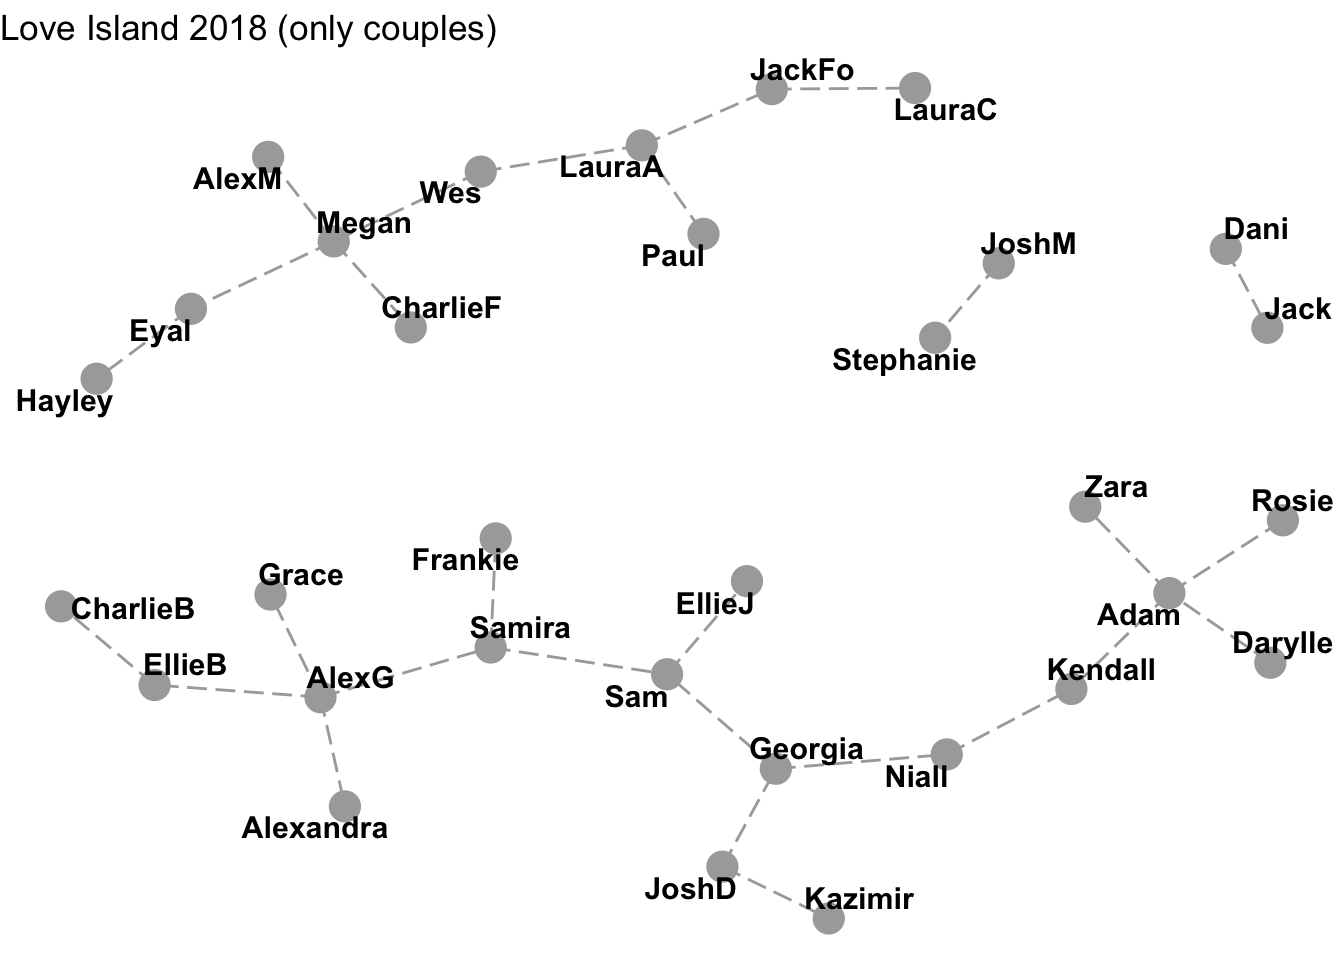 Love Island 2018 (only couples)
JackFo
LauraC
AlexM
LauraA
Wes
Megan
Paul
JoshM
Dani
CharlieF
Jack
Eyal
Stephanie
Hayley
Zara
Rosie
Frankie
Grace
EllieJ
CharlieB
Adam
Samira
Darylle
EllieB
Kendall
AlexG
Sam
Georgia
Niall
Alexandra
JoshD
Kazimir